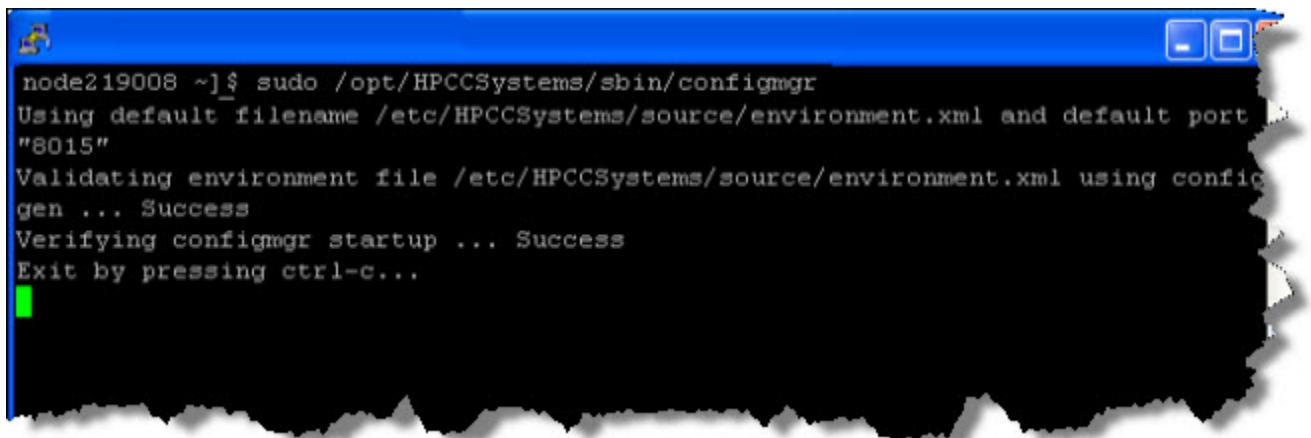 node219008 ~]$ sudo /opt/HPCCSystems/sbin/configmgr
Using default filename /etc/HPCCSystems/source/environment.xml and default port
"8015"
Validating environment file /etc/HPCCSystems/source/environment.xml using config
gen ... Success
Verifying configmgr startup ... Success
Exit by pressing ctrl-c...